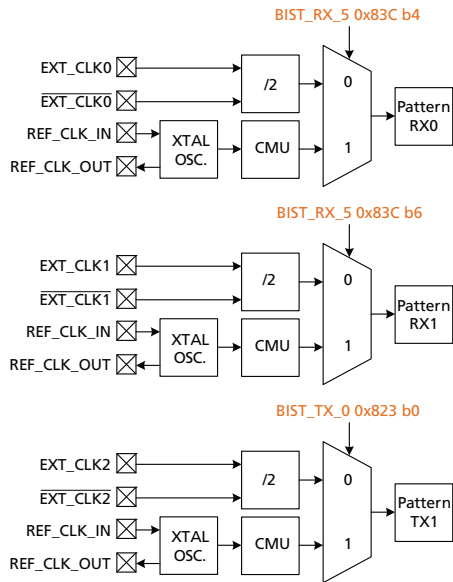 BIST_RX_5 0x83C b4
EXT_CLK0
/2
0
EXT_CLK0
Pattern
RX0
REF_CLK_IN
XTAL
OSC.
CMU
1
REF_CLK_OUT
BIST_RX_5 0x83C b6
EXT_CLK1
/2
0
EXT_CLK1
Pattern
RX1
REF_CLK_IN
XTAL
OSC.
CMU
1
REF_CLK_OUT
BIST_TX_0 0x823 b0
EXT_CLK2
/2
0
EXT_CLK2
Pattern
TX1
REF_CLK_IN
XTAL
OSC.
CMU
1
REF_CLK_OUT